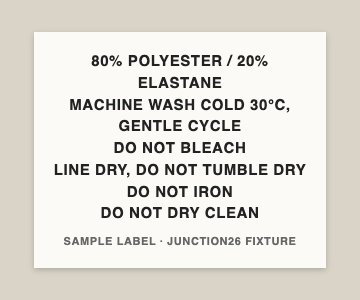 80% POLYESTER / 20%
ELASTANE
MACHINE WASH COLD 30°C,
GENTLE CYCLE
DO NOT BLEACH
LINE DRY, DO NOT TUMBLE DRY
DO NOT IRON
DO NOT DRY CLEAN
SAMPLE LABEL · JUNCTION26 FIXTURE